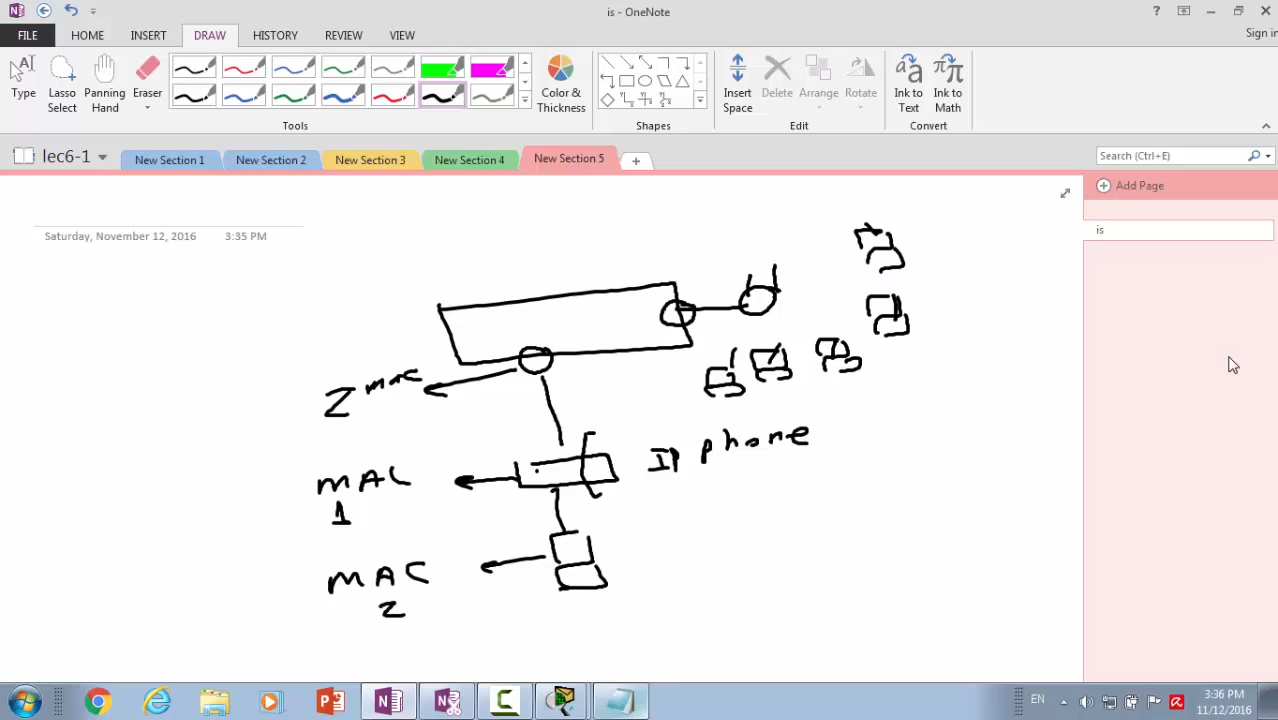 is - OneNote
FILE HOME INSERT DRAW HISTORY REVIEW VIEW Sign in
Type Lasso Select Panning Hand Eraser Color & Thickness Insert Space Delete Arrange Rotate Ink to Text Ink to Math
Tools Shapes Edit Convert
lec6-1 New Section 1 New Section 2 New Section 3 New Section 4 New Section 5 Search (Ctrl+E)
Add Page
is
Saturday, November 12, 2016 3:35 PM
2 MAC
IP phone
MAC
1
MAC
2
EN 3:36 PM
11/12/2016